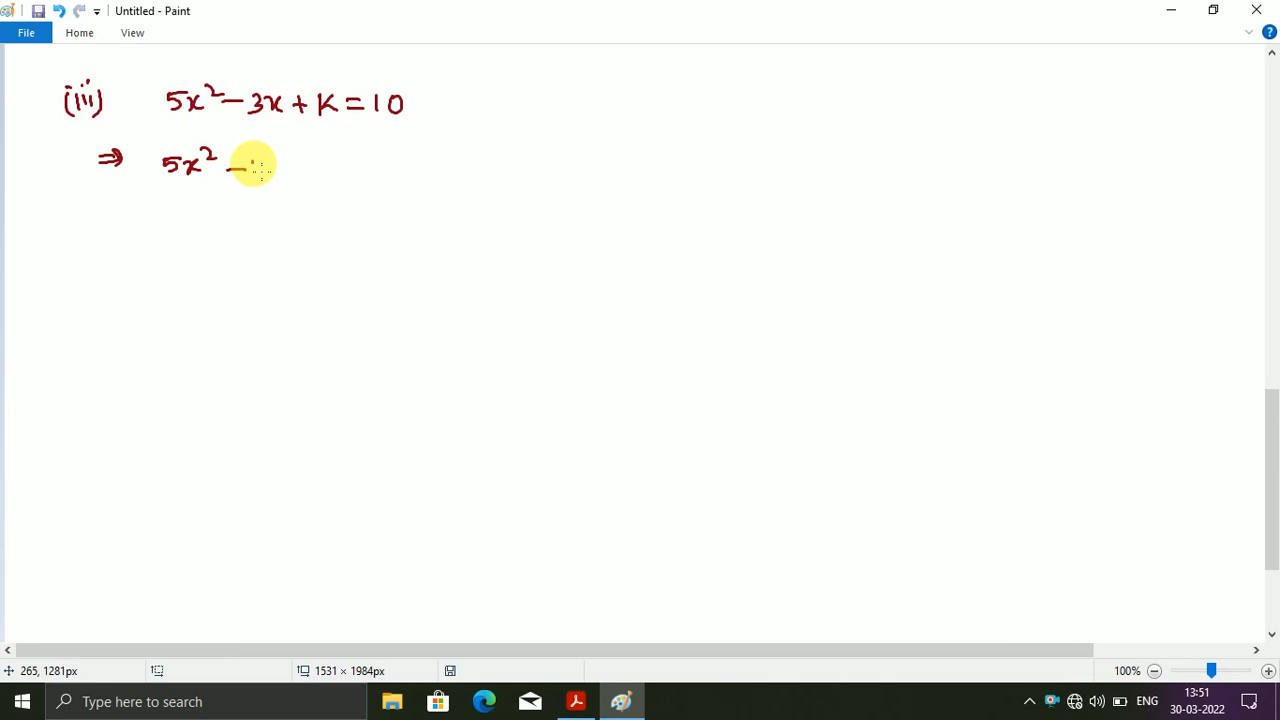 Untitled - Paint
File Home View
(iii) 5x² - 3x + K = 10
⇒ 5x² -
265, 1281px 1531 × 1984px 100%
Type here to search
ENG
13:51
30-03-2022